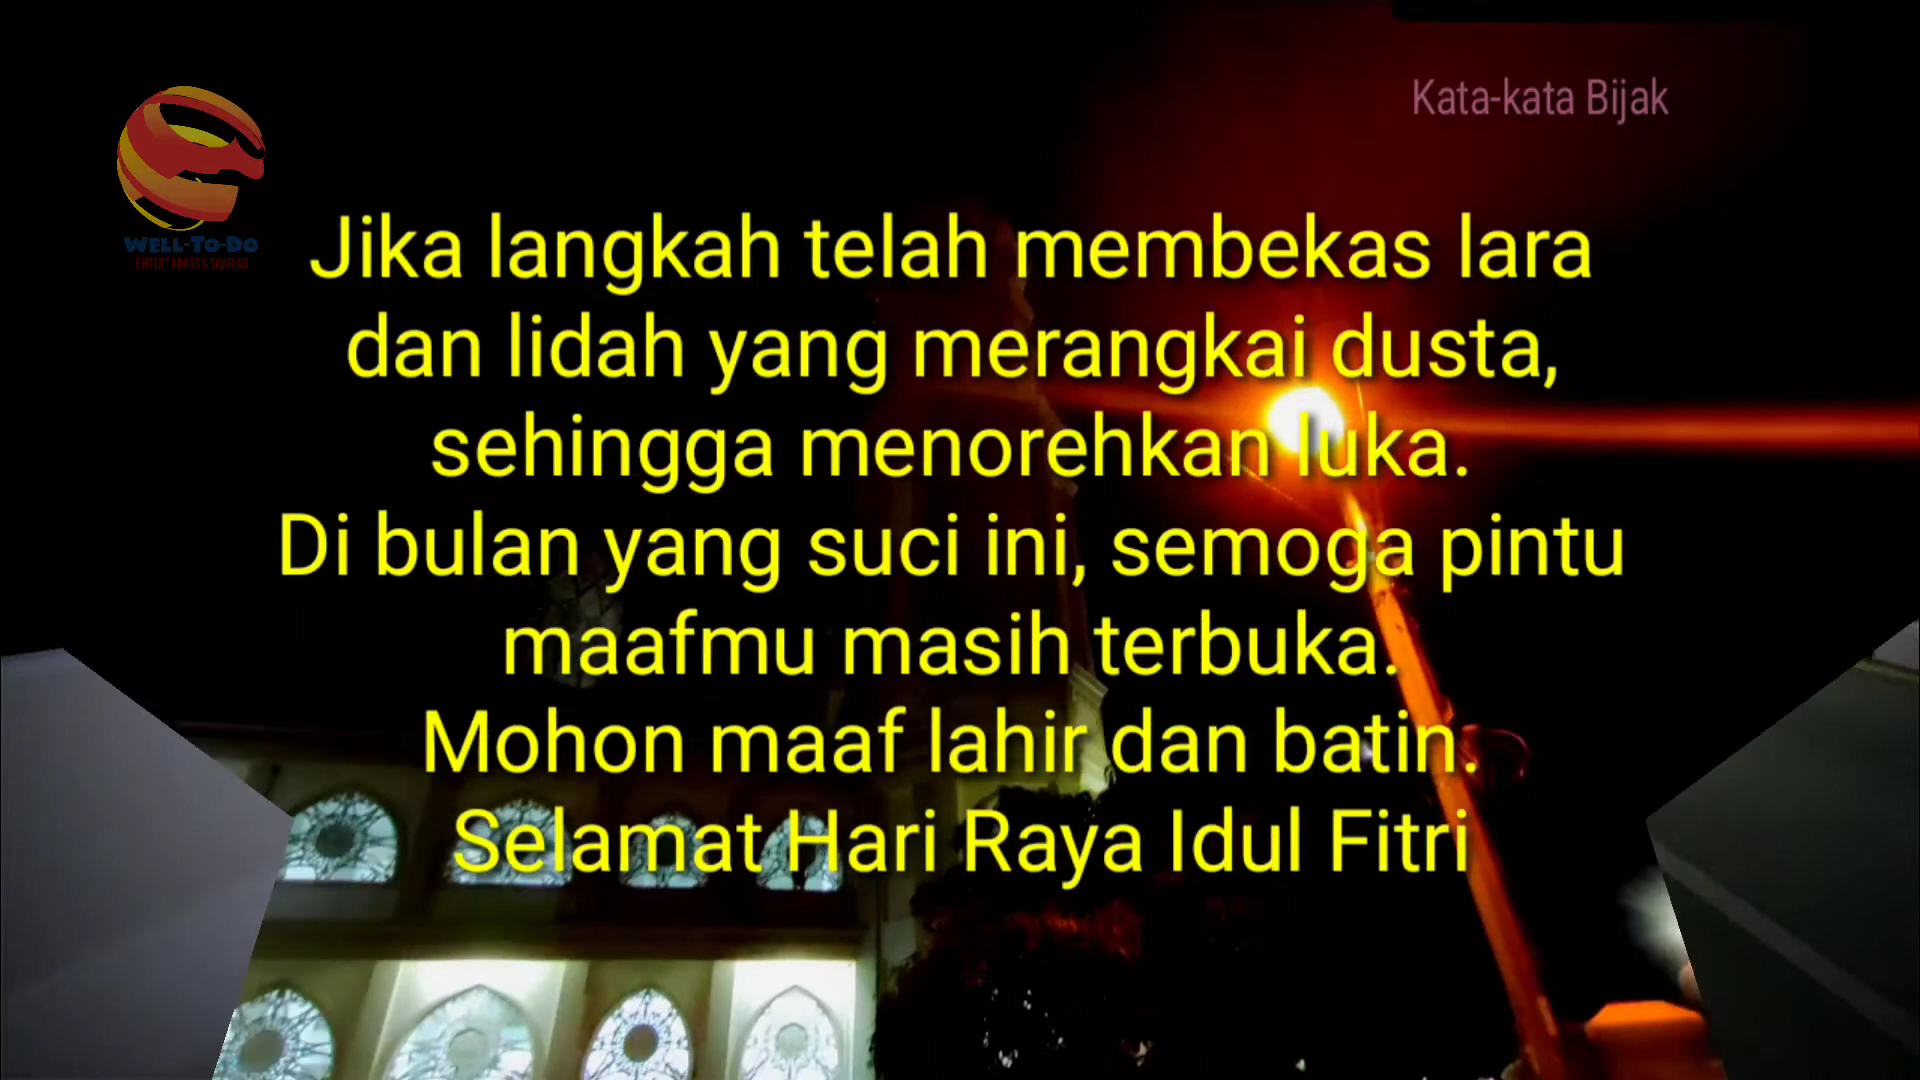 Kata-kata Bijak
WELL-TO-DO
ENTERTAINING & SHARING
Jika langkah telah membekas lara
dan lidah yang merangkai dusta,
sehingga menorehkan luka.
Di bulan yang suci ini, semoga pintu
maafmu masih terbuka.
Mohon maaf lahir dan batin.
Selamat Hari Raya Idul Fitri